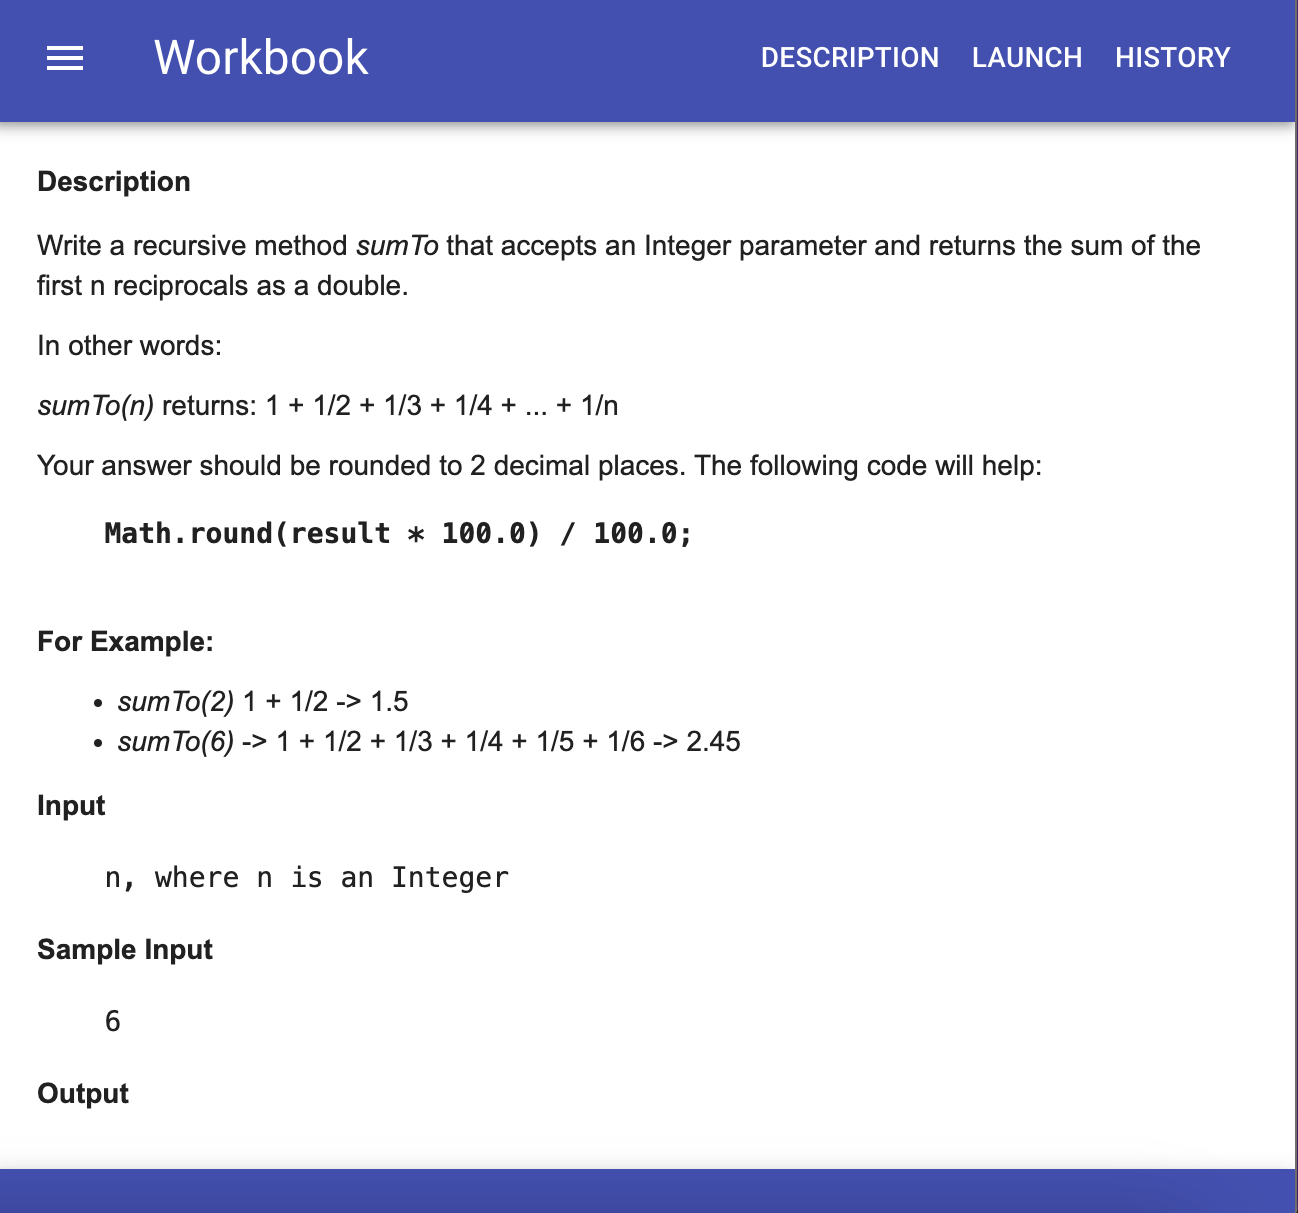 Workbook
DESCRIPTION LAUNCH HISTORY
Description
Write a recursive method sumTo that accepts an Integer parameter and returns the sum of the
first n reciprocals as a double.
In other words:
sumTo(n) returns: 1 + 1/2 + 1/3 + 1/4 + ... + 1/n
Your answer should be rounded to 2 decimal places. The following code will help:
Math.round(result * 100.0) / 100.0;
For Example:
• sumTo(2) 1 + 1/2 -> 1.5
• sumTo(6) -> 1 + 1/2 + 1/3 + 1/4 + 1/5 + 1/6 -> 2.45
Input
n, where n is an Integer
Sample Input
6
Output